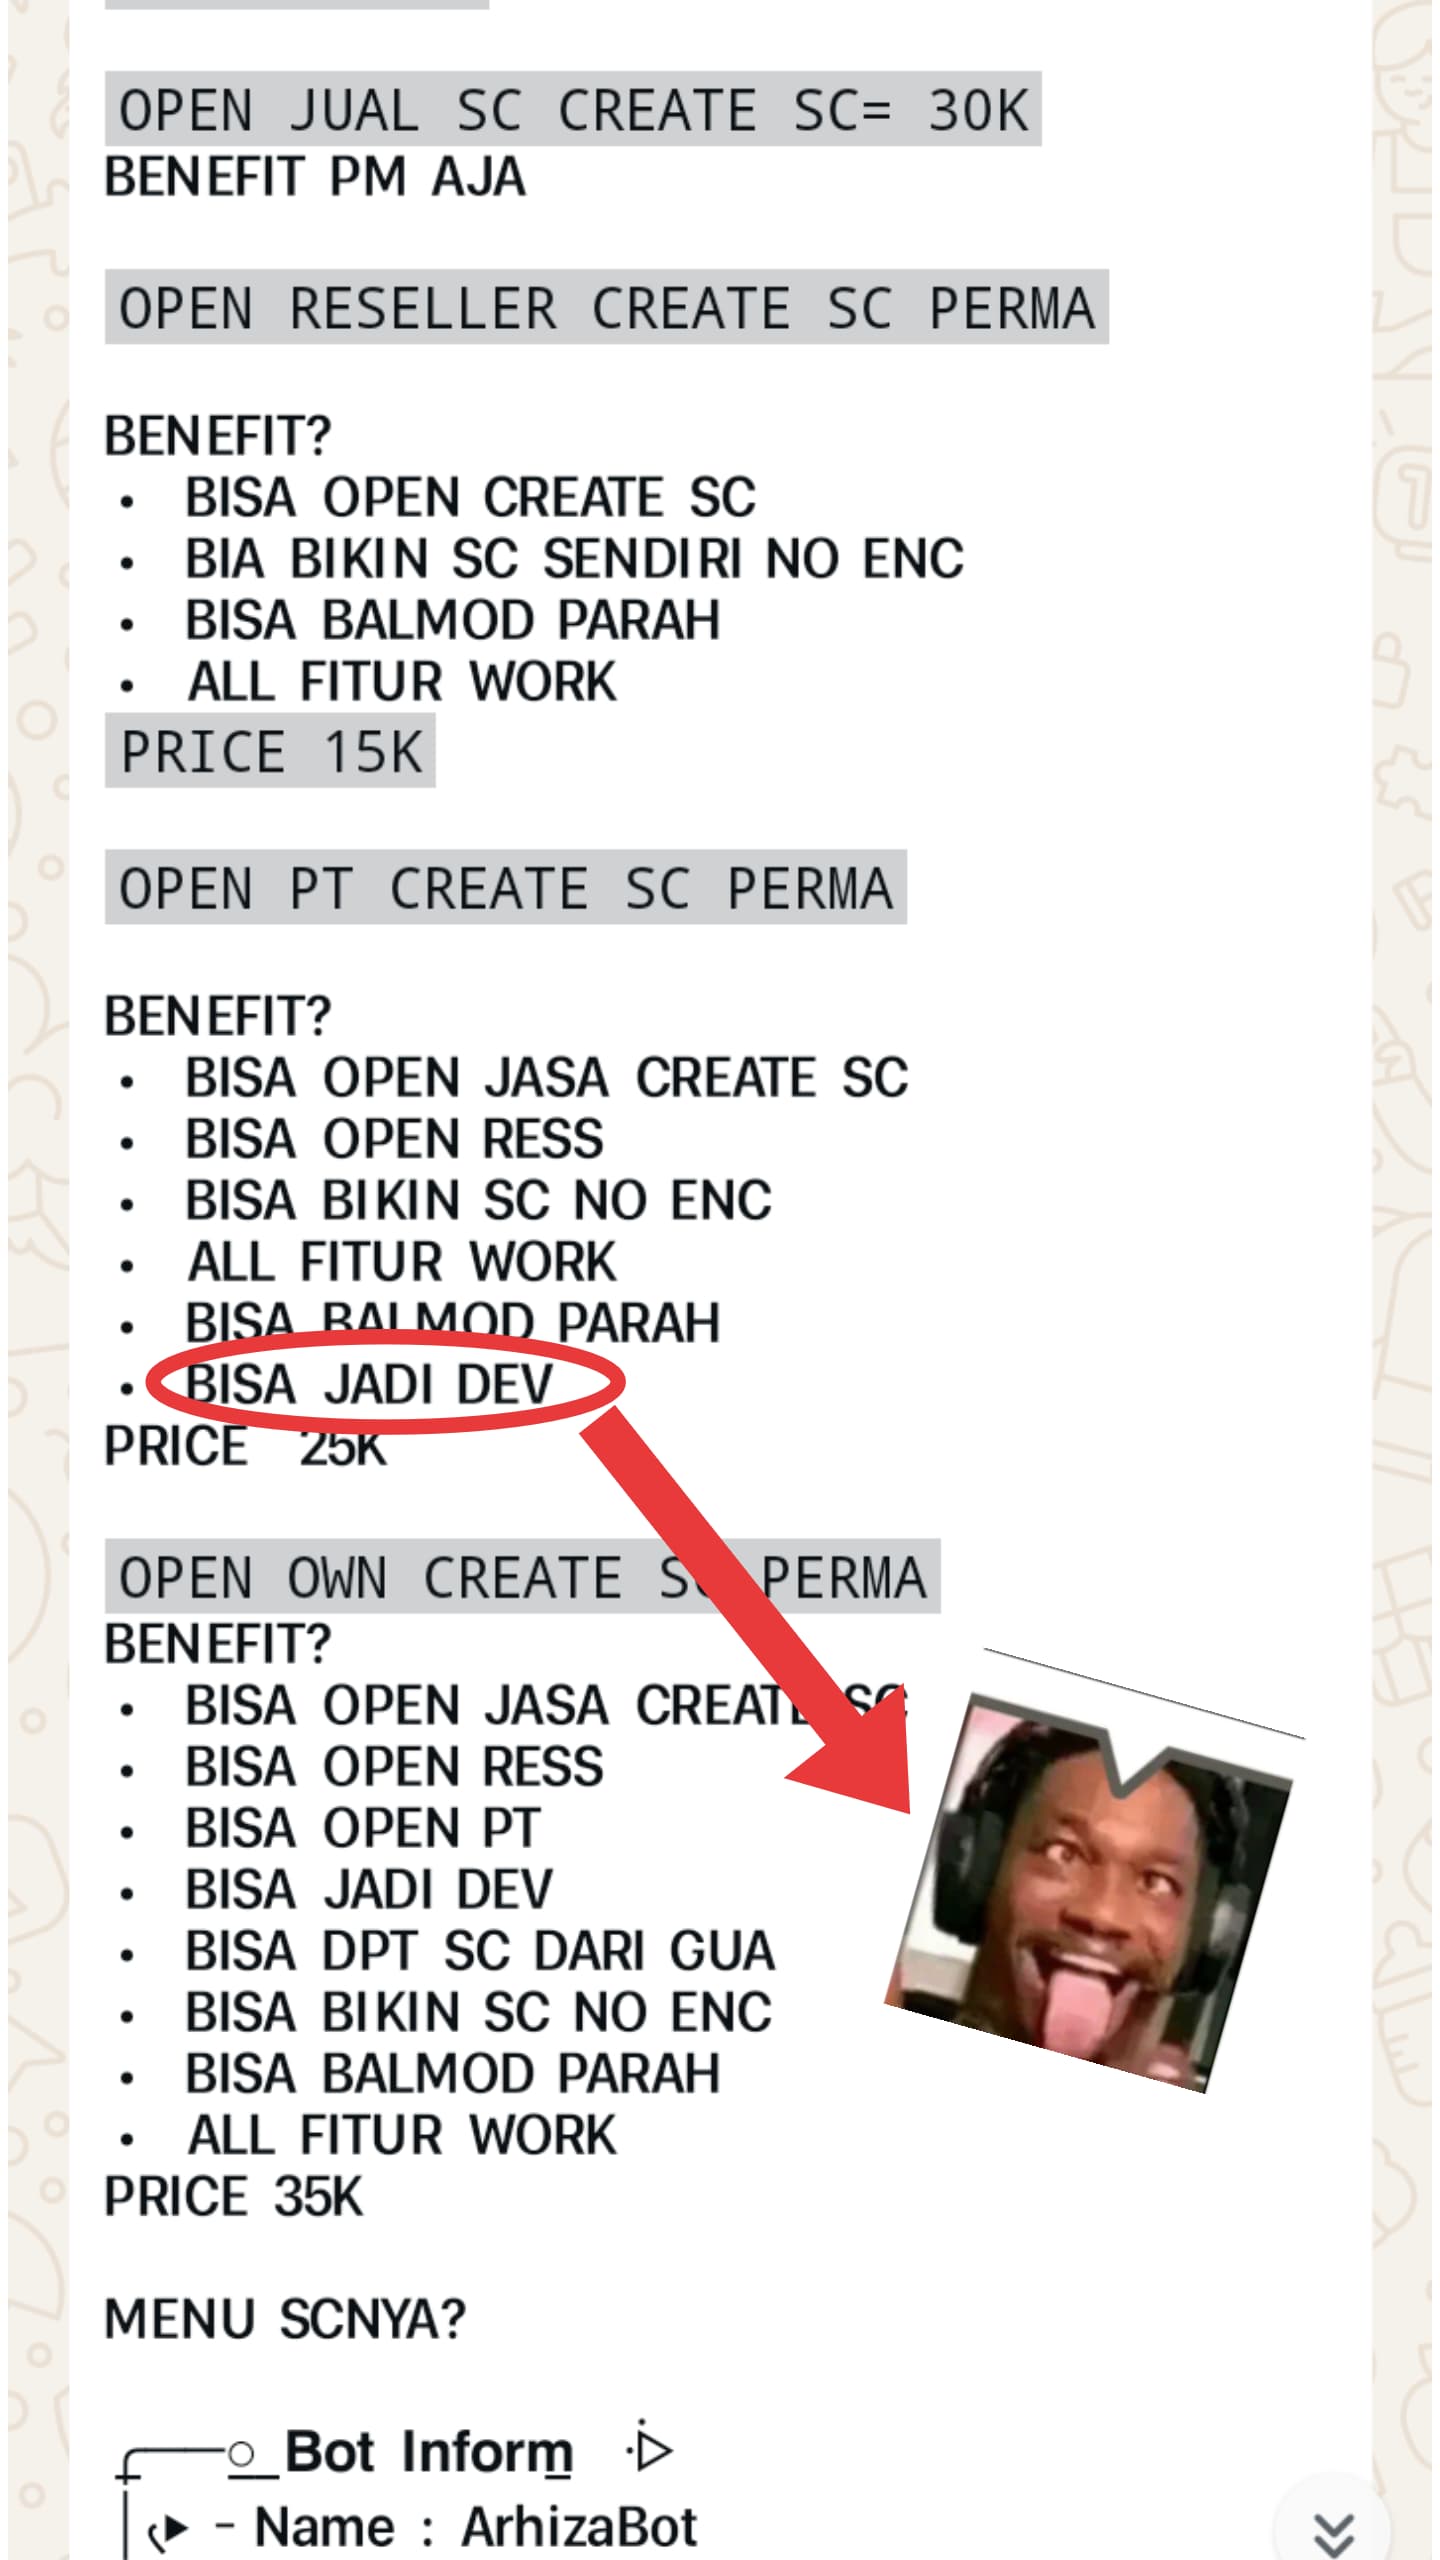 OPEN JUAL SC CREATE SC= 30K
BENEFIT PM AJA
OPEN RESELLER CREATE SC PERMA
BENEFIT?
• BISA OPEN CREATE SC
• BIA BIKIN SC SENDIRI NO ENC
• BISA BALMOD PARAH
• ALL FITUR WORK
PRICE 15K
OPEN PT CREATE SC PERMA
BENEFIT?
• BISA OPEN JASA CREATE SC
• BISA OPEN RESS
• BISA BIKIN SC NO ENC
• ALL FITUR WORK
• BISA BALMOD PARAH
• BISA JADI DEV
PRICE 25K
OPEN OWN CREATE SC PERMA
BENEFIT?
• BISA OPEN JASA CREATE SC
• BISA OPEN RESS
• BISA OPEN PT
• BISA JADI DEV
• BISA DPT SC DARI GUA
• BISA BIKIN SC NO ENC
• BISA BALMOD PARAH
• ALL FITUR WORK
PRICE 35K
MENU SCNYA?
Bot Inform
- Name : ArhizaBot